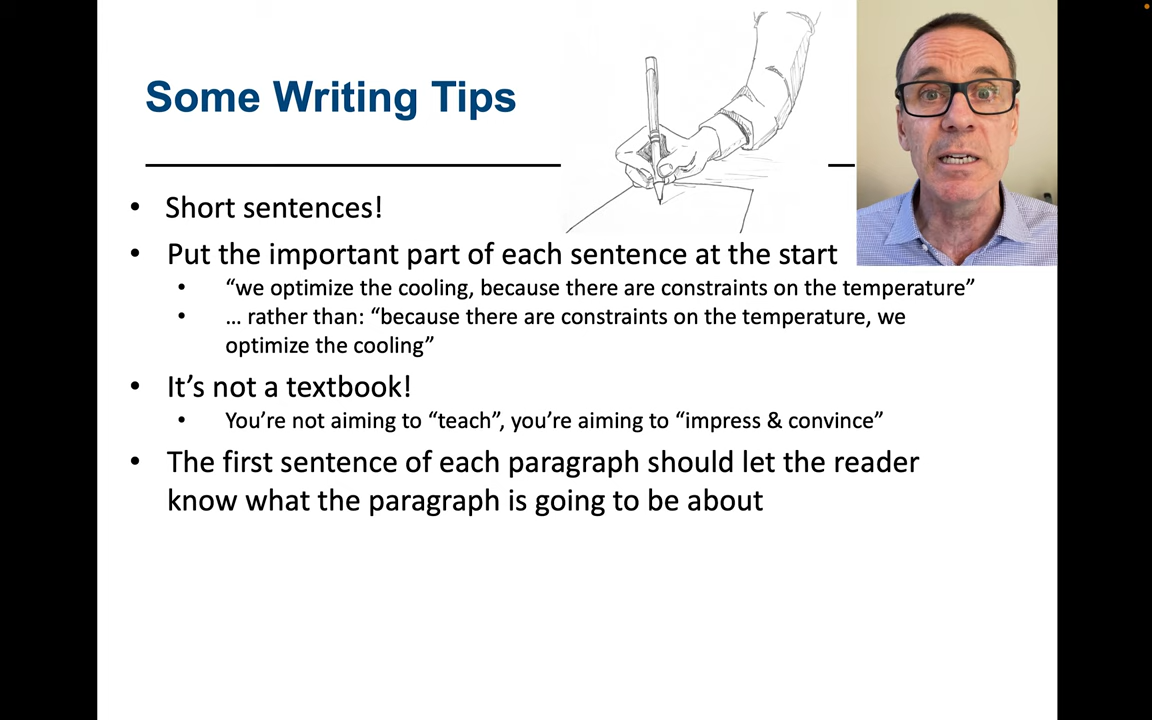 Some Writing Tips
• Short sentences!
• Put the important part of each sentence at the start
• “we optimize the cooling, because there are constraints on the temperature”
• … rather than: “because there are constraints on the temperature, we
optimize the cooling”
• It’s not a textbook!
• You’re not aiming to “teach”, you’re aiming to “impress & convince”
• The first sentence of each paragraph should let the reader
know what the paragraph is going to be about